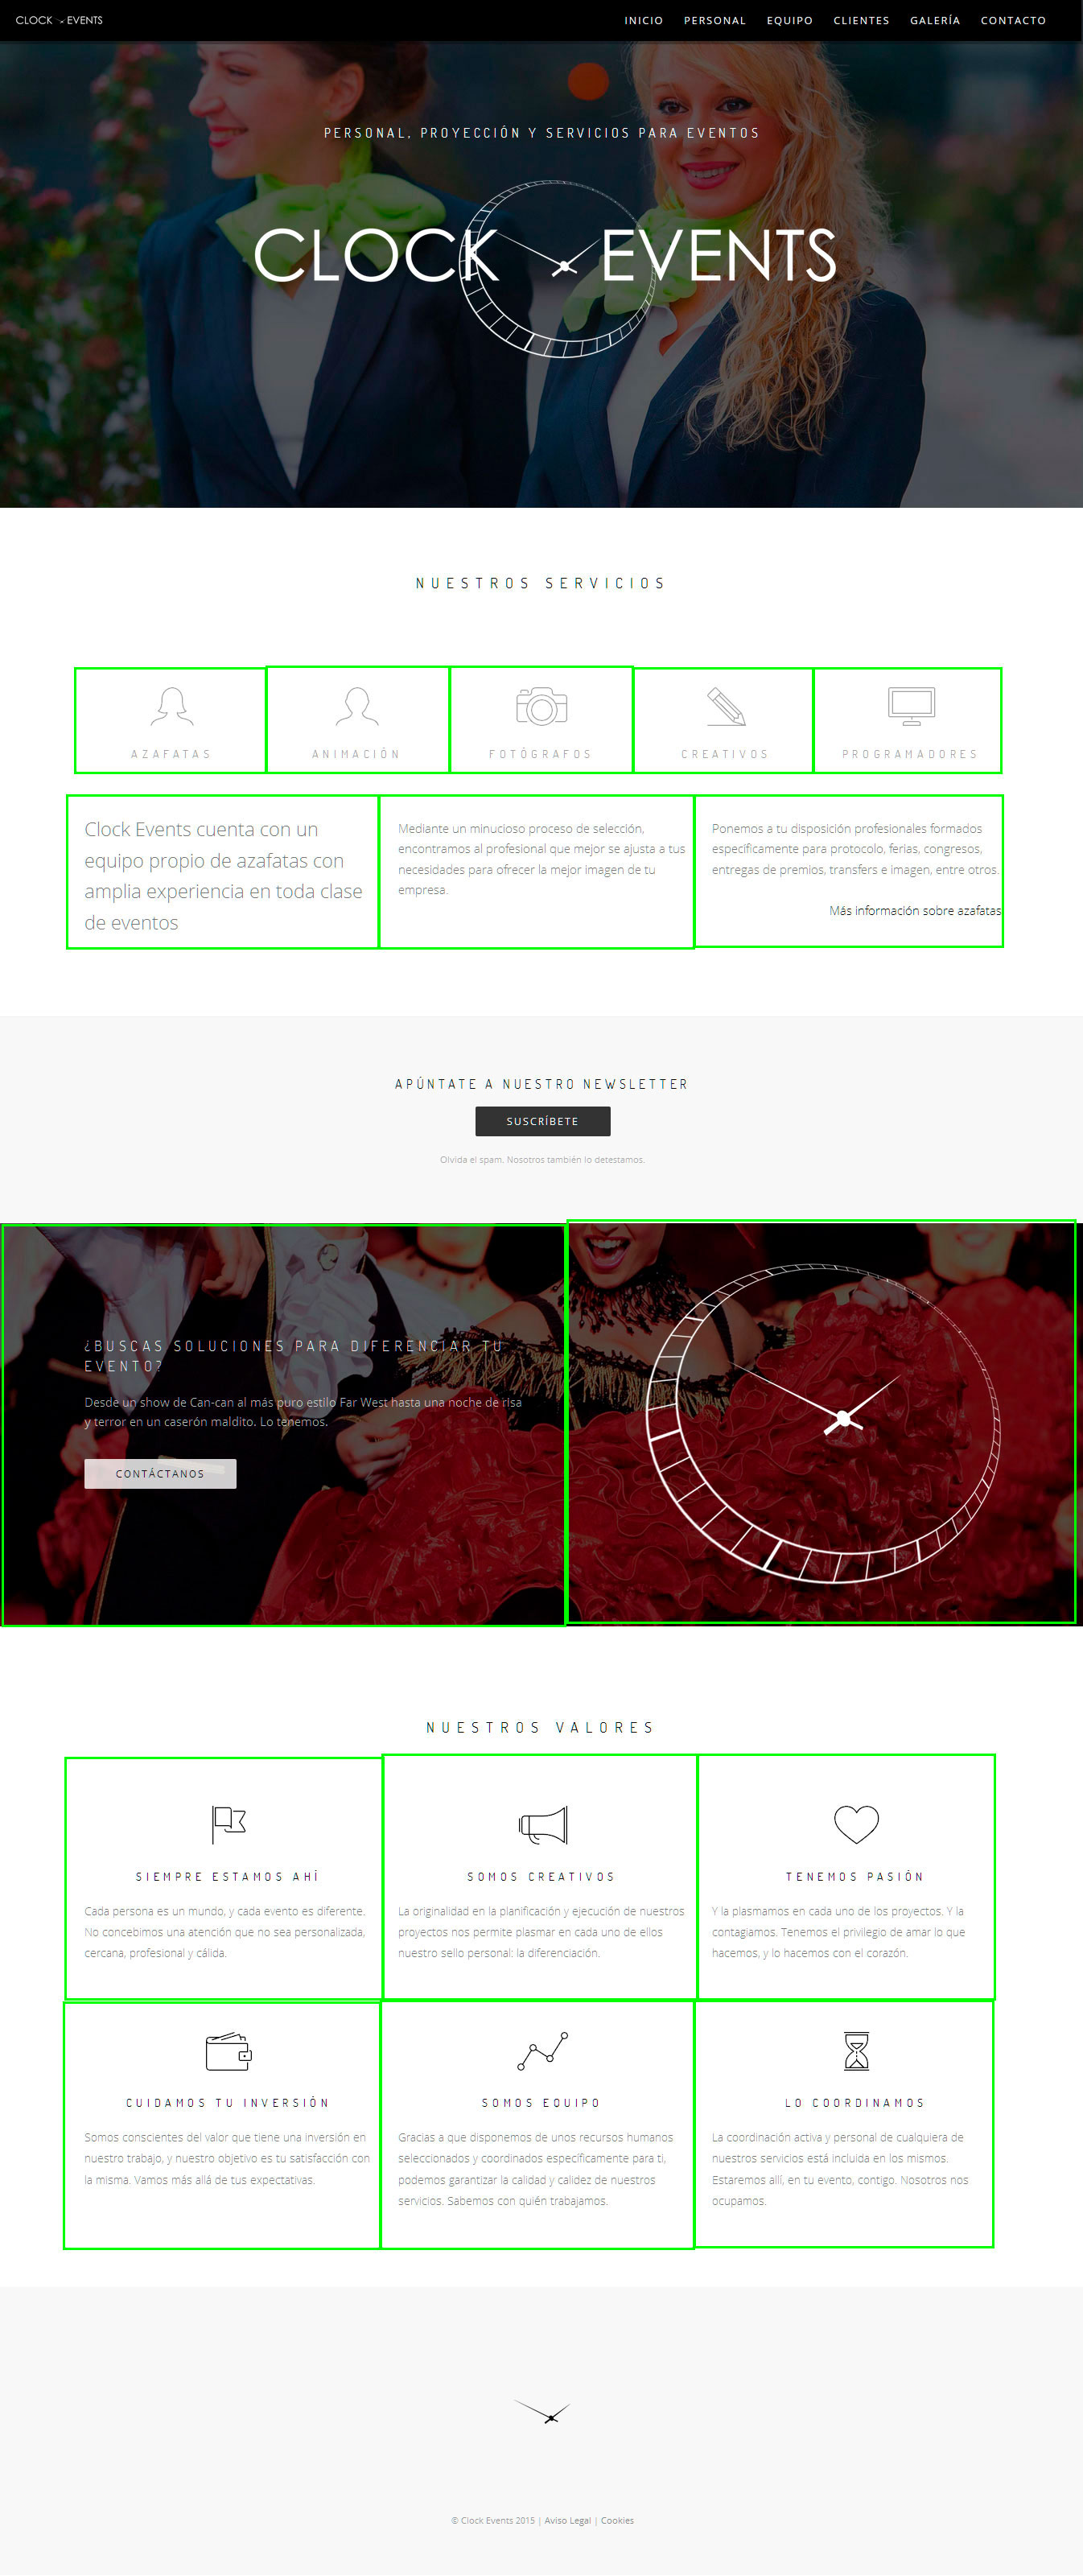 CLOCK EVENTS
INICIO PERSONAL EQUIPO CLIENTES GALERÍA CONTACTO
PERSONAL, PROYECCIÓN Y SERVICIOS PARA EVENTOS
CLOCK EVENTS
NUESTROS SERVICIOS
AZAFATAS
ANIMACIÓN
FOTÓGRAFOS
CREATIVOS
PROGRAMADORES
Clock Events cuenta con un
equipo propio de azafatas con
amplia experiencia en toda clase
de eventos
Mediante un minucioso proceso de selección,
encontramos al profesional que mejor se ajusta a tus
necesidades para ofrecer la mejor imagen de tu
empresa.
Ponemos a tu disposición profesionales formados
específicamente para protocolo, ferias, congresos,
entregas de premios, transfers e imagen, entre otros.
Más información sobre azafatas
APÚNTATE A NUESTRO NEWSLETTER
SUSCRÍBETE
Olvida el spam. Nosotros también lo detestamos.
¿BUSCAS SOLUCIONES PARA DIFERENCIAR TU
EVENTO?
Desde un show de Can-can al más puro estilo Far West hasta una noche de risa
y terror en un caserón maldito. Lo tenemos.
CONTÁCTANOS
NUESTROS VALORES
SIEMPRE ESTAMOS AHÍ
Cada persona es un mundo, y cada evento es diferente.
No concebimos una atención que no sea personalizada,
cercana, profesional y cálida.
SOMOS CREATIVOS
La originalidad en la planificación y ejecución de nuestros
proyectos nos permite plasmar en cada uno de ellos
nuestro sello personal: la diferenciación.
TENEMOS PASIÓN
Y la plasmamos en cada uno de los proyectos. Y la
contagiamos. Tenemos el privilegio de amar lo que
hacemos, y lo hacemos con el corazón.
CUIDAMOS TU INVERSIÓN
Somos conscientes del valor que tiene una inversión en
nuestro trabajo, y nuestro objetivo es tu satisfacción con
la misma. Vamos más allá de tus expectativas.
SOMOS EQUIPO
Gracias a que disponemos de unos recursos humanos
seleccionados y coordinados específicamente para ti,
podemos garantizar la calidad y calidez de nuestros
servicios. Sabemos con quién trabajamos.
LO COORDINAMOS
La coordinación activa y personal de cualquiera de
nuestros servicios está incluida en los mismos.
Estaremos allí, en tu evento, contigo. Nosotros nos
ocupamos.
© Clock Events 2015 | Aviso Legal | Cookies